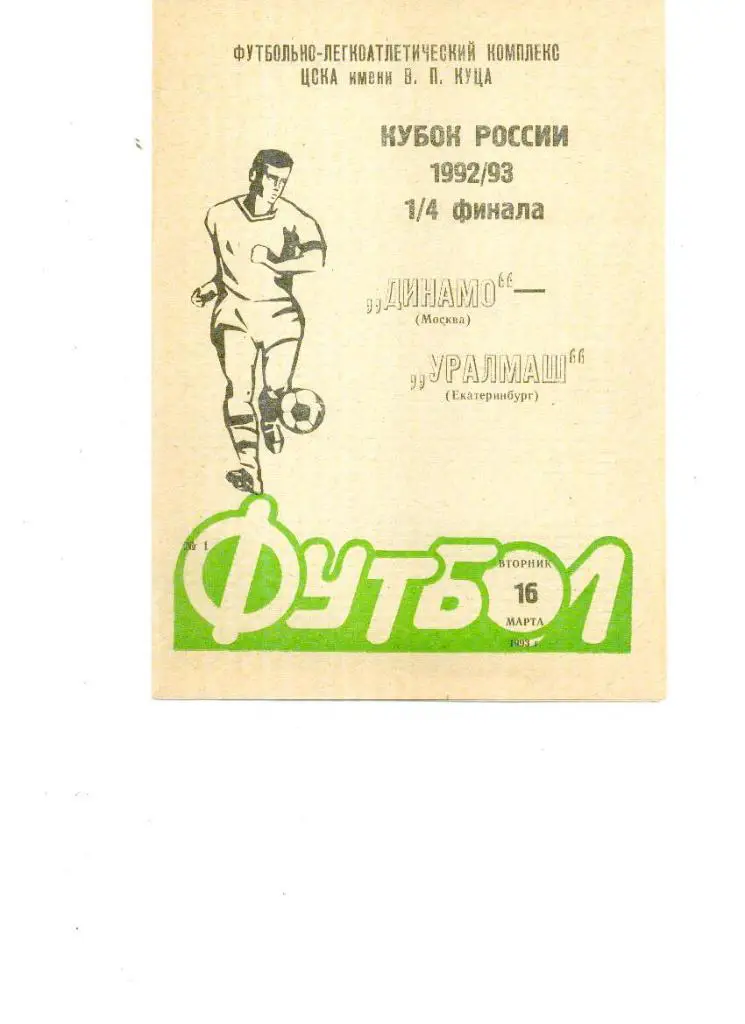 ФУТБОЛЬНО-ЛЕГКОАТЛЕТИЧЕСКИЙ КОМПЛЕКС
ЦСКА имени В. П. КУЦА
КУБОК РОССИИ
1992/93
1/4 финала
„ДИНАМО“—
(Москва)
„УРАЛМАШ“
(Екатеринбург)
№ 1
ФУТБОЛ
ВТОРНИК
16
МАРТА
1993 г.